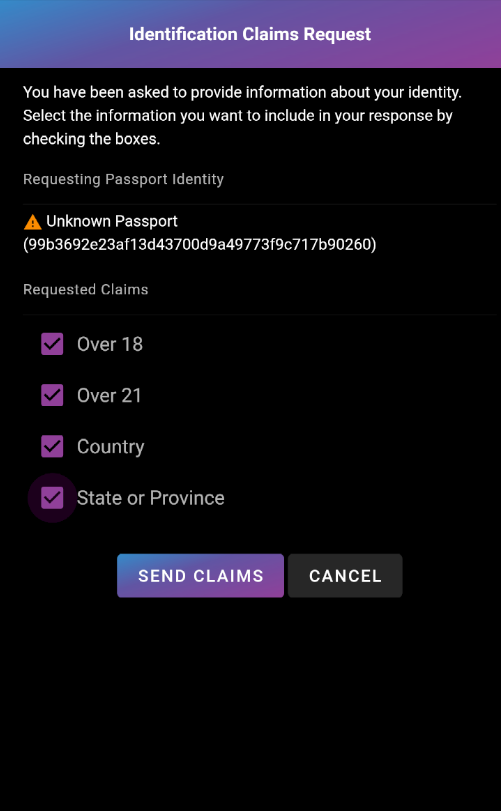 Identification Claims Request
You have been asked to provide information about your identity.
Select the information you want to include in your response by
checking the boxes.
Requesting Passport Identity
Unknown Passport
(99b3692e23af13d43700d9a49773f9c717b90260)
Requested Claims
Over 18
Over 21
Country
State or Province
SEND CLAIMS
CANCEL